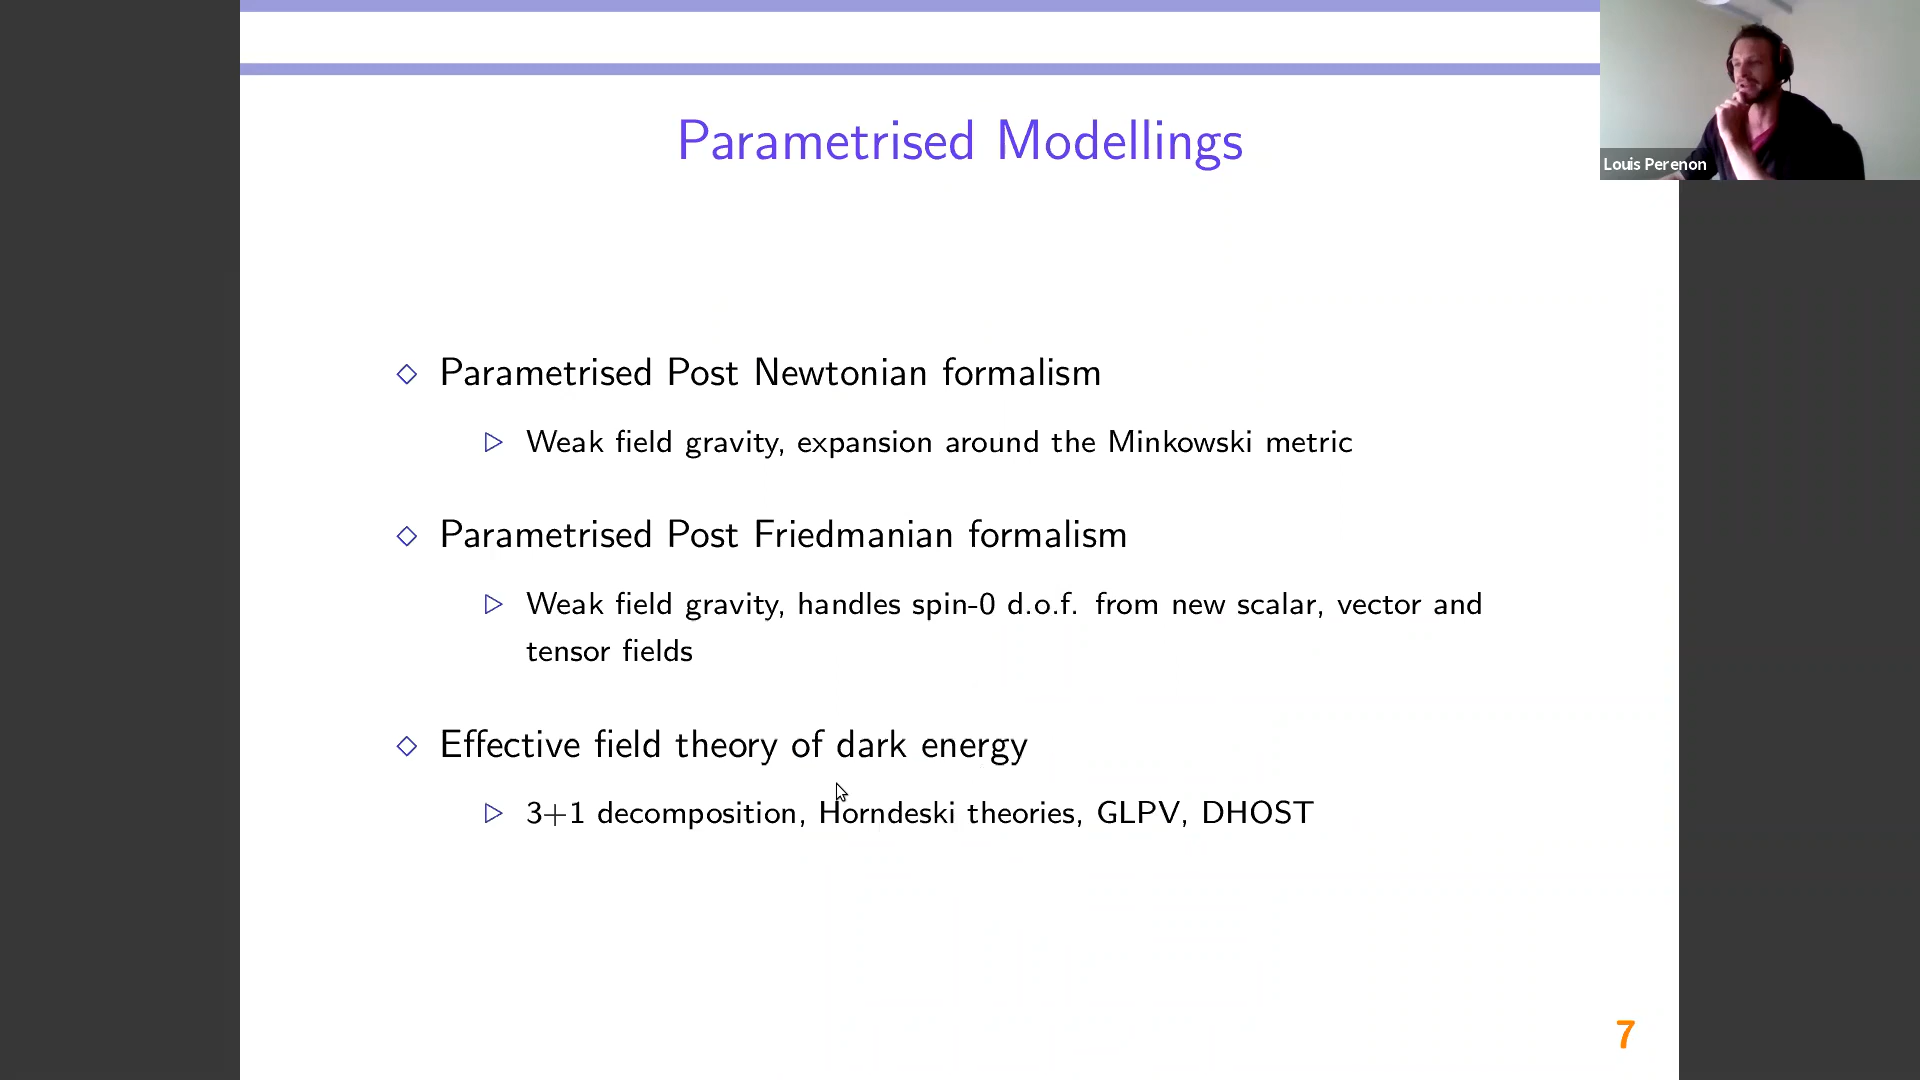 Parametrised Modellings
Louis Perenon
◇ Parametrised Post Newtonian formalism
▷ Weak field gravity, expansion around the Minkowski metric
◇ Parametrised Post Friedmanian formalism
▷ Weak field gravity, handles spin-0 d.o.f. from new scalar, vector and
tensor fields
◇ Effective field theory of dark energy
▷ 3+1 decomposition, Horndeski theories, GLPV, DHOST
7